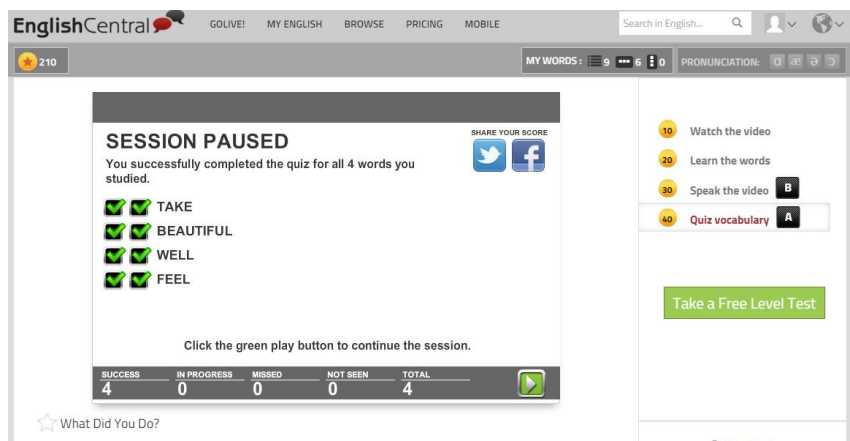 EnglishCentral GOLIVE! MY ENGLISH BROWSE PRICING MOBILE Search in English...
210 MY WORDS : 9 6 0 PRONUNCIATION: ɑ æ ə ɔ
SESSION PAUSED
SHARE YOUR SCORE
You successfully complete the quiz for all 4 words you
studied.
TAKE
BEAUTIFUL
WELL
FEEL
Click the green play button to continue the session.
SUCCESS IN PROGRESS MISSED NOT SEEN TOTAL
4 0 0 0 4
What Did You Do?
10 Watch the video
20 Learn the words
30 Speak the video B
40 Quiz vocabulary A
Take a Free Level Test